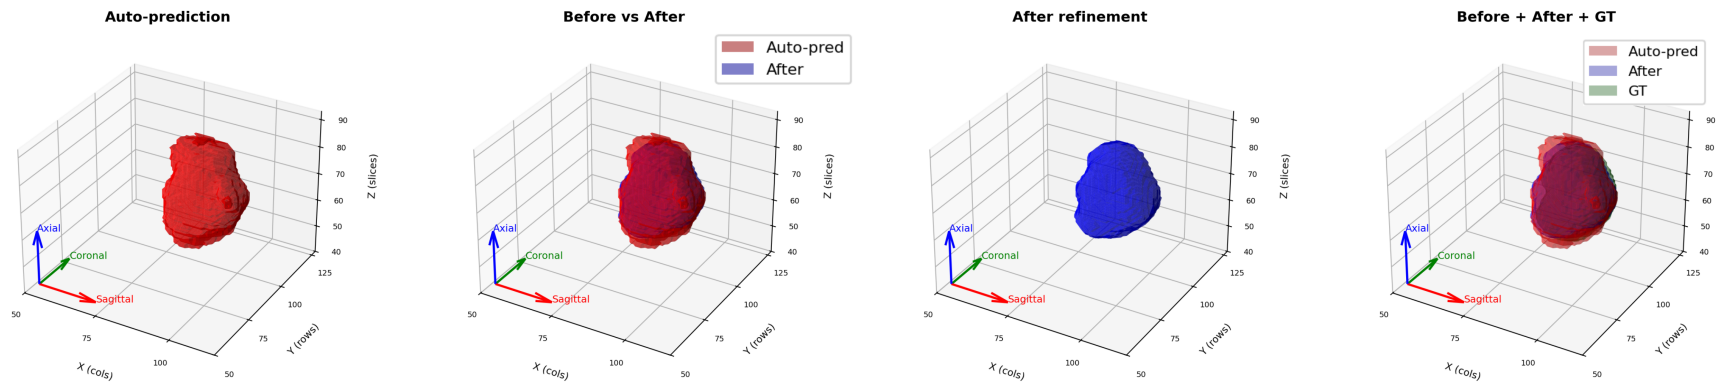 Auto-prediction
90
80
70
60
50
40
Z (slices)
Axial
Coronal
Sagittal
50
75
100
X (cols)
50
75
100
125
Y (rows)
Before vs After
Auto-pred
After
90
80
70
60
50
40
Z (slices)
Axial
Coronal
Sagittal
50
75
100
X (cols)
50
75
100
125
Y (rows)
After refinement
90
80
70
60
50
40
Z (slices)
Axial
Coronal
Sagittal
50
75
100
X (cols)
50
75
100
125
Y (rows)
Before + After + GT
Auto-pred
After
GT
90
80
70
60
50
40
Z (slices)
Axial
Coronal
Sagittal
50
75
100
X (cols)
50
75
100
125
Y (rows)